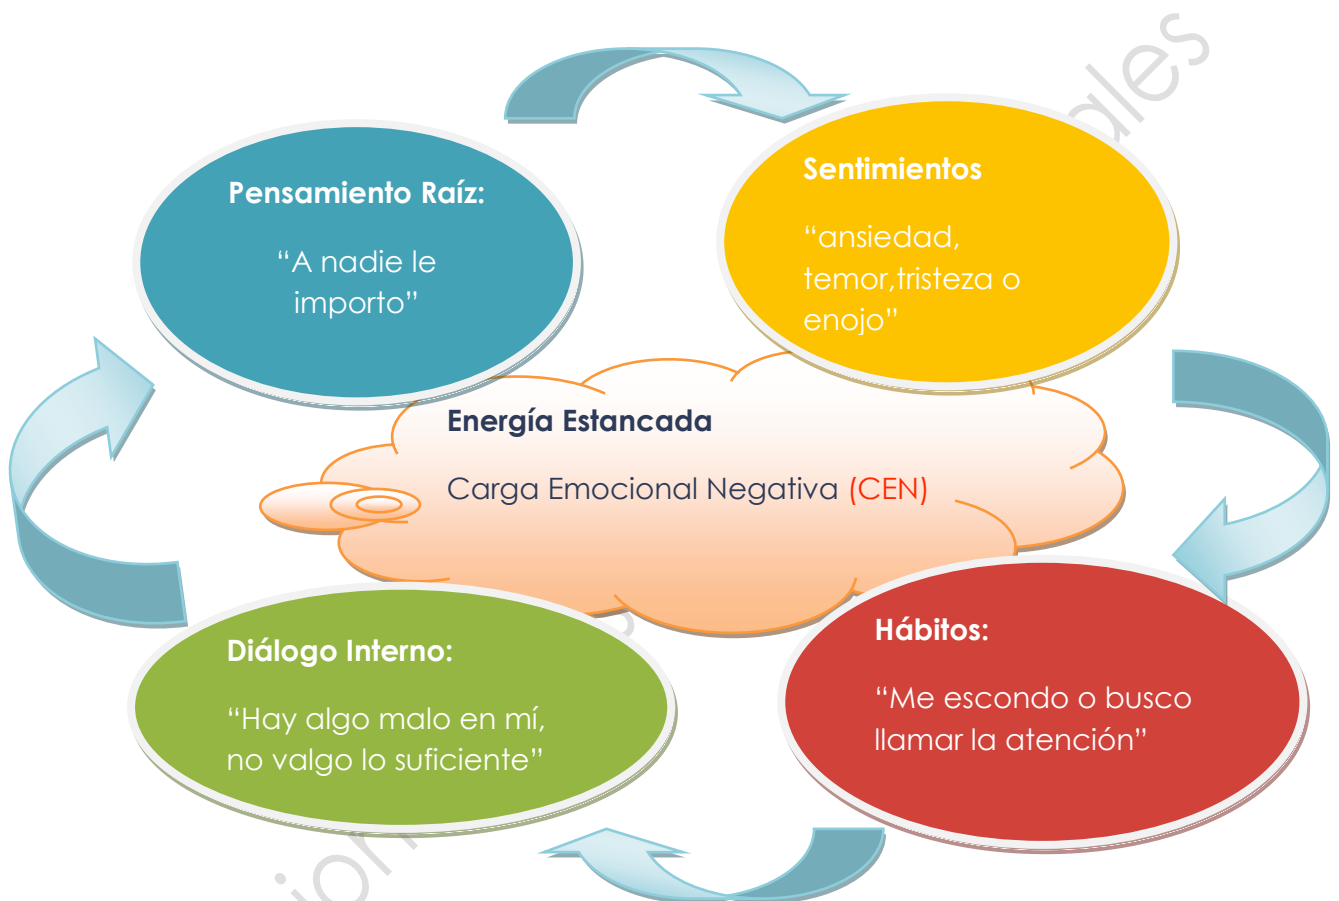 Pensamiento Raíz:
“A nadie le
importo”
Sentimientos
“ansiedad,
temor,tristeza o
enojo”
Energía Estancada
Carga Emocional Negativa (CEN)
Hábitos:
“Me escondo o busco
llamar la atención”
Diálogo Interno:
“Hay algo malo en mí,
no valgo lo suficiente”